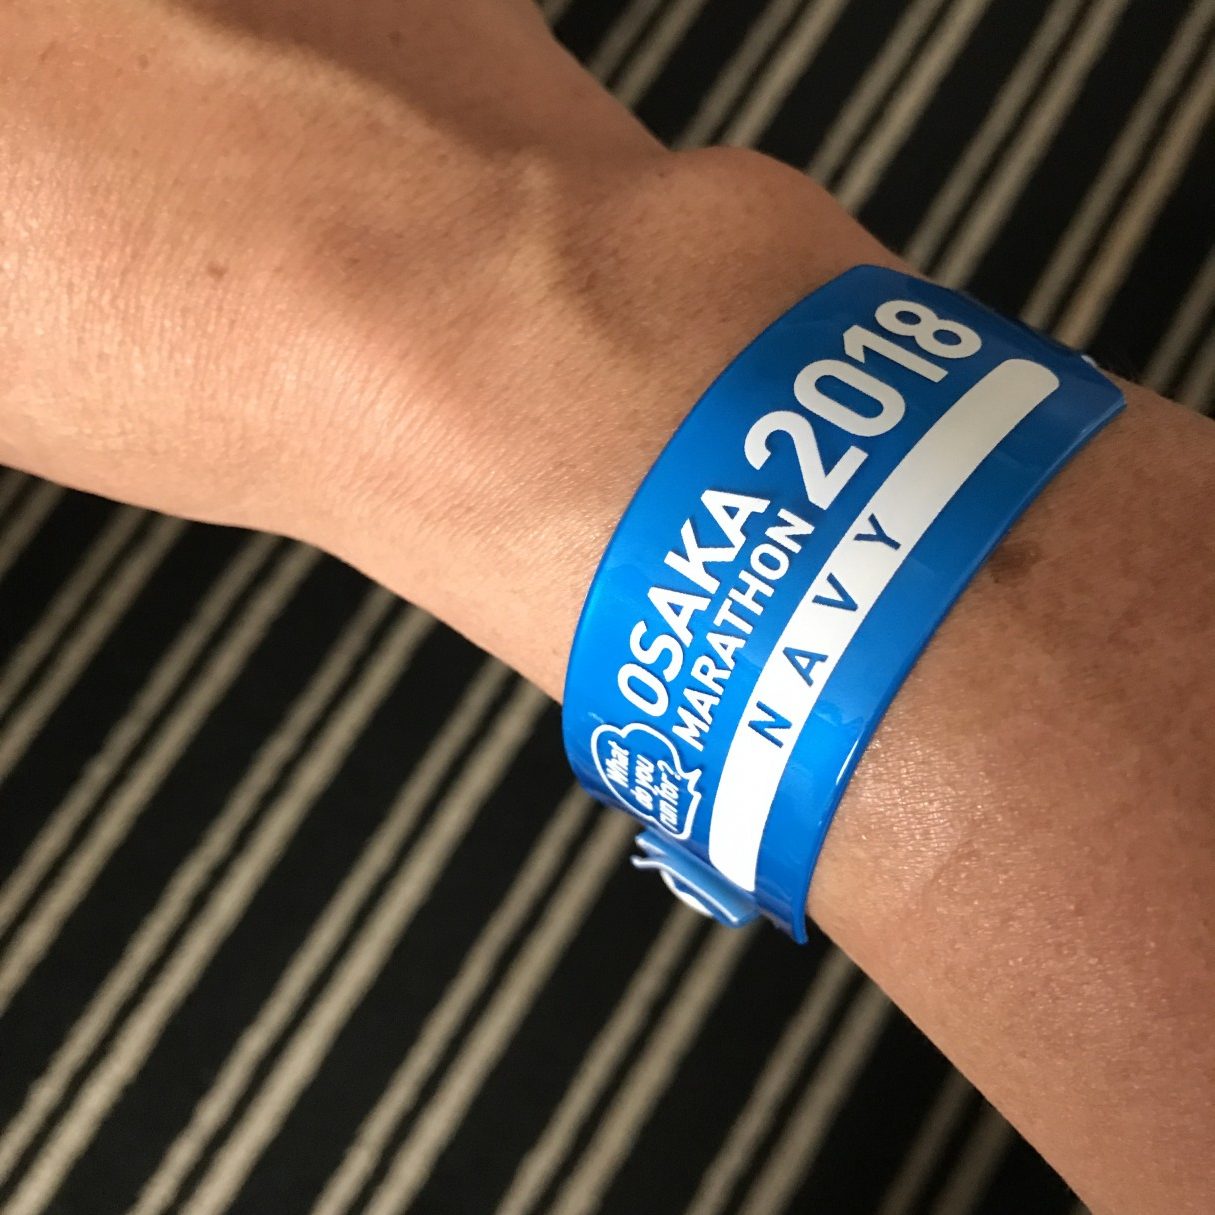 What
do you
run for?
OSAKA
MARATHON
2018
NAVY